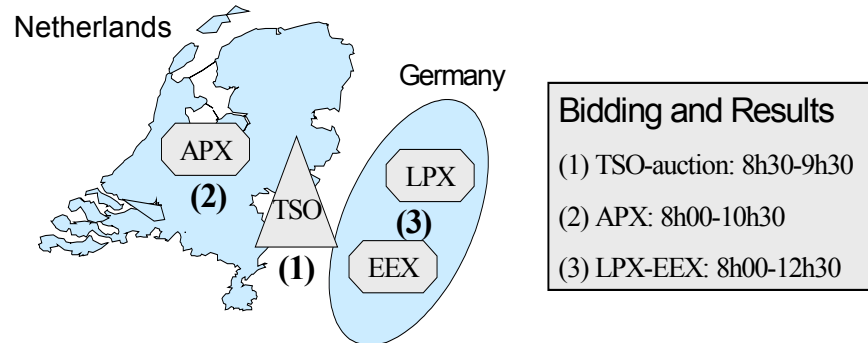 Netherlands
Germany
APX
(2)
TSO
(1)
LPX
(3)
EEX
Bidding and Results
(1) TSO-auction: 8h30-9h30
(2) APX: 8h00-10h30
(3) LPX-EEX: 8h00-12h30